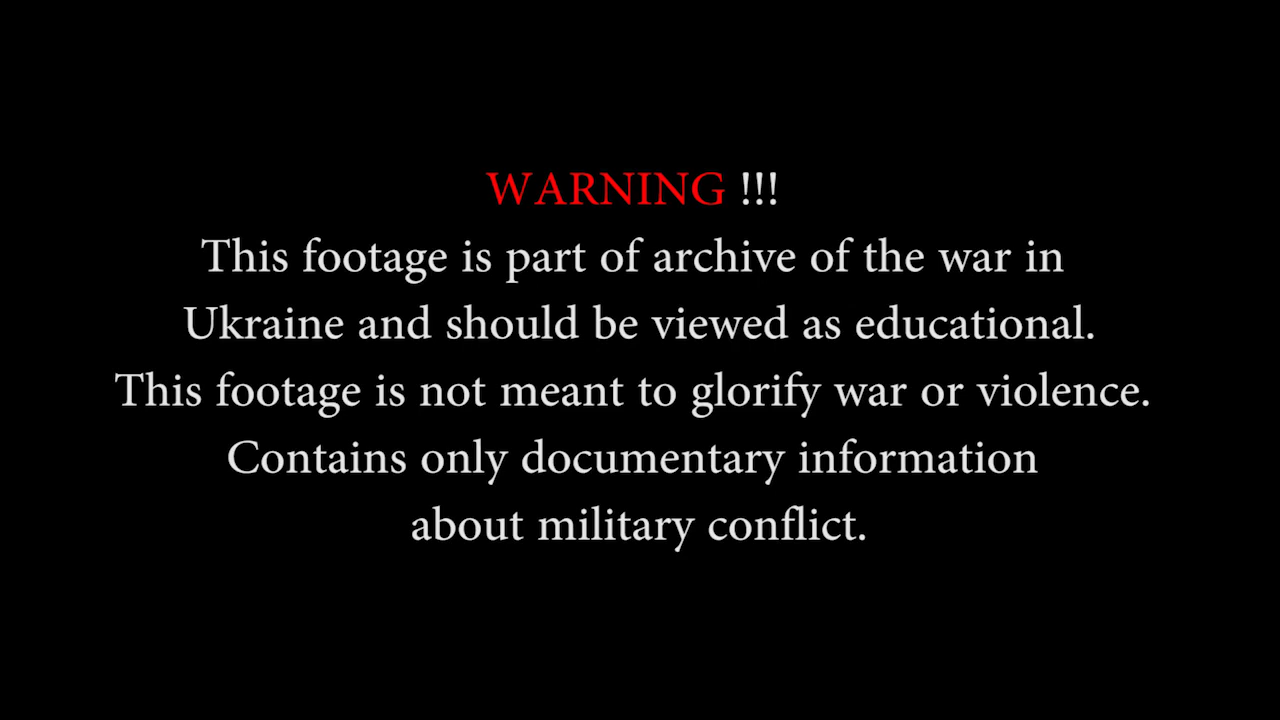 WARNING !!!
This footage is part of archive of the war in
Ukraine and should be viewed as educational.
This footage is not meant to glorify war or violence.
Contains only documentary information
about military conflict.